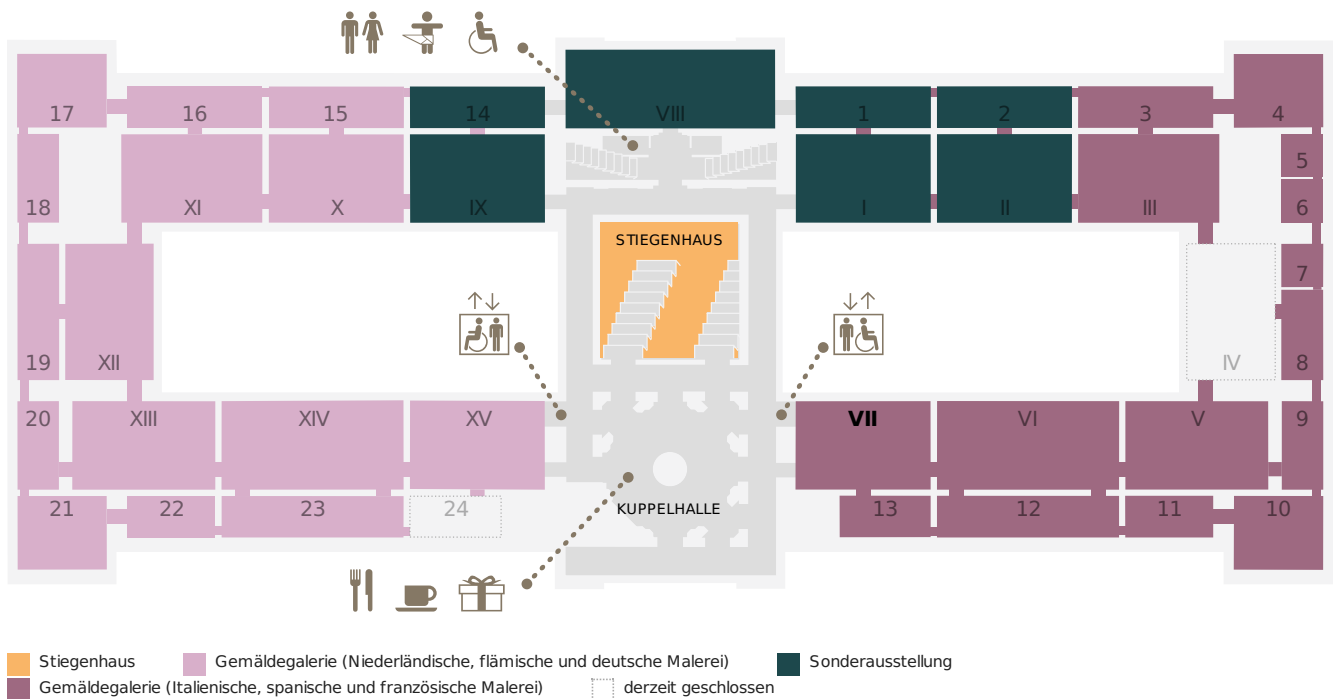 17
16
15
14
VIII
1
2
3
4
5
18
XI
X
IX
I
II
III
6
STIEGENHAUS
7
19
XII
IV
8
20
XIII
XIV
XV
VII
VI
V
9
21
22
23
24
KUPPELHALLE
13
12
11
10
Stiegenhaus
Gemäldegalerie (Niederländische, flämische und deutsche Malerei)
Sonderausstellung
Gemäldegalerie (Italienische, spanische und französische Malerei)
derzeit geschlossen